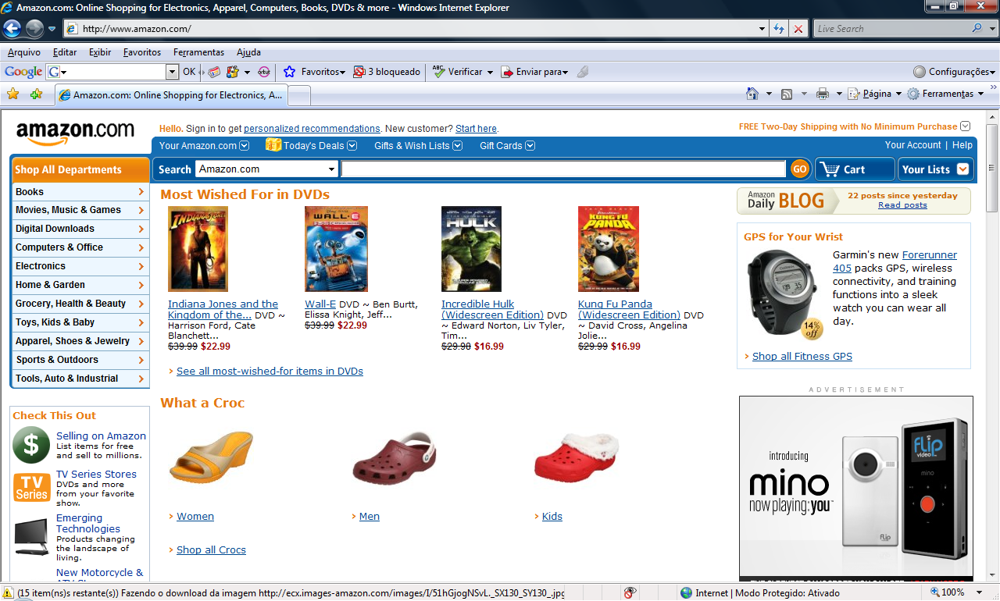 Amazon.com: Online Shopping for Electronics, Apparel, Computers, Books, DVDs & more - Windows Internet Explorer
http://www.amazon.com/
Live Search
Arquivo Editar Exibir Favoritos Ferramentas Ajuda
Google G OK Favoritos 3 bloqueado ABC Verificar Enviar para Configurações
Amazon.com: Online Shopping for Electronics, A... Página Ferramentas
amazon.com
Hello. Sign in to get personalized recommendations. New customer? Start here.
FREE Two-Day Shipping with No Minimum Purchase
Your Amazon.com Today's Deals Gifts & Wish Lists Gift Cards Your Account | Help
Shop All Departments
Search Amazon.com GO Cart Your Lists
Books
Movies, Music & Games
Digital Downloads
Computers & Office
Electronics
Home & Garden
Grocery, Health & Beauty
Toys, Kids & Baby
Apparel, Shoes & Jewelry
Sports & Outdoors
Tools, Auto & Industrial
Check This Out
$
Selling on Amazon
List items for free
and sell to millions.
TV
Series
TV Series Stores
DVDs and more
from your favorite
show.
Emerging
Technologies
Products changing
the landscape of
living.
New Motorcycle &
Most Wished For in DVDs
INDIANA JONES
WALL·E
HULK
KUNG FU
PANDA
Indiana Jones and the
Kingdom of the... DVD ~
Harrison Ford, Cate
Blanchett...
$39.99 $22.99
Wall-E DVD ~ Ben Burtt,
Elissa Knight, Jeff...
$39.99 $22.99
Incredible Hulk
(Widescreen Edition) DVD
~ Edward Norton, Liv Tyler,
Tim...
$29.98 $16.99
Kung Fu Panda
(Widescreen Edition) DVD
~ David Cross, Angelina
Jolie...
$29.99 $16.99
See all most-wished-for items in DVDs
What a Croc
Women
Men
Kids
Shop all Crocs
Amazon
Daily BLOG
22 posts since yesterday
Read posts
GPS for Your Wrist
Garmin's new Forerunner
405 packs GPS, wireless
connectivity, and training
functions into a sleek
watch you can wear all
day.
14%
off
Shop all Fitness GPS
ADVERTISEMENT
introducing
mino
now playing:you™
flip
video
mino
flip
(15 item(ns)s restante(s)) Fazendo o download da imagem http://ecx.images-amazon.com/images/I/51hGjogNSvL._SX130_SY130_.jpg
Internet | Modo Protegido: Ativado
100%